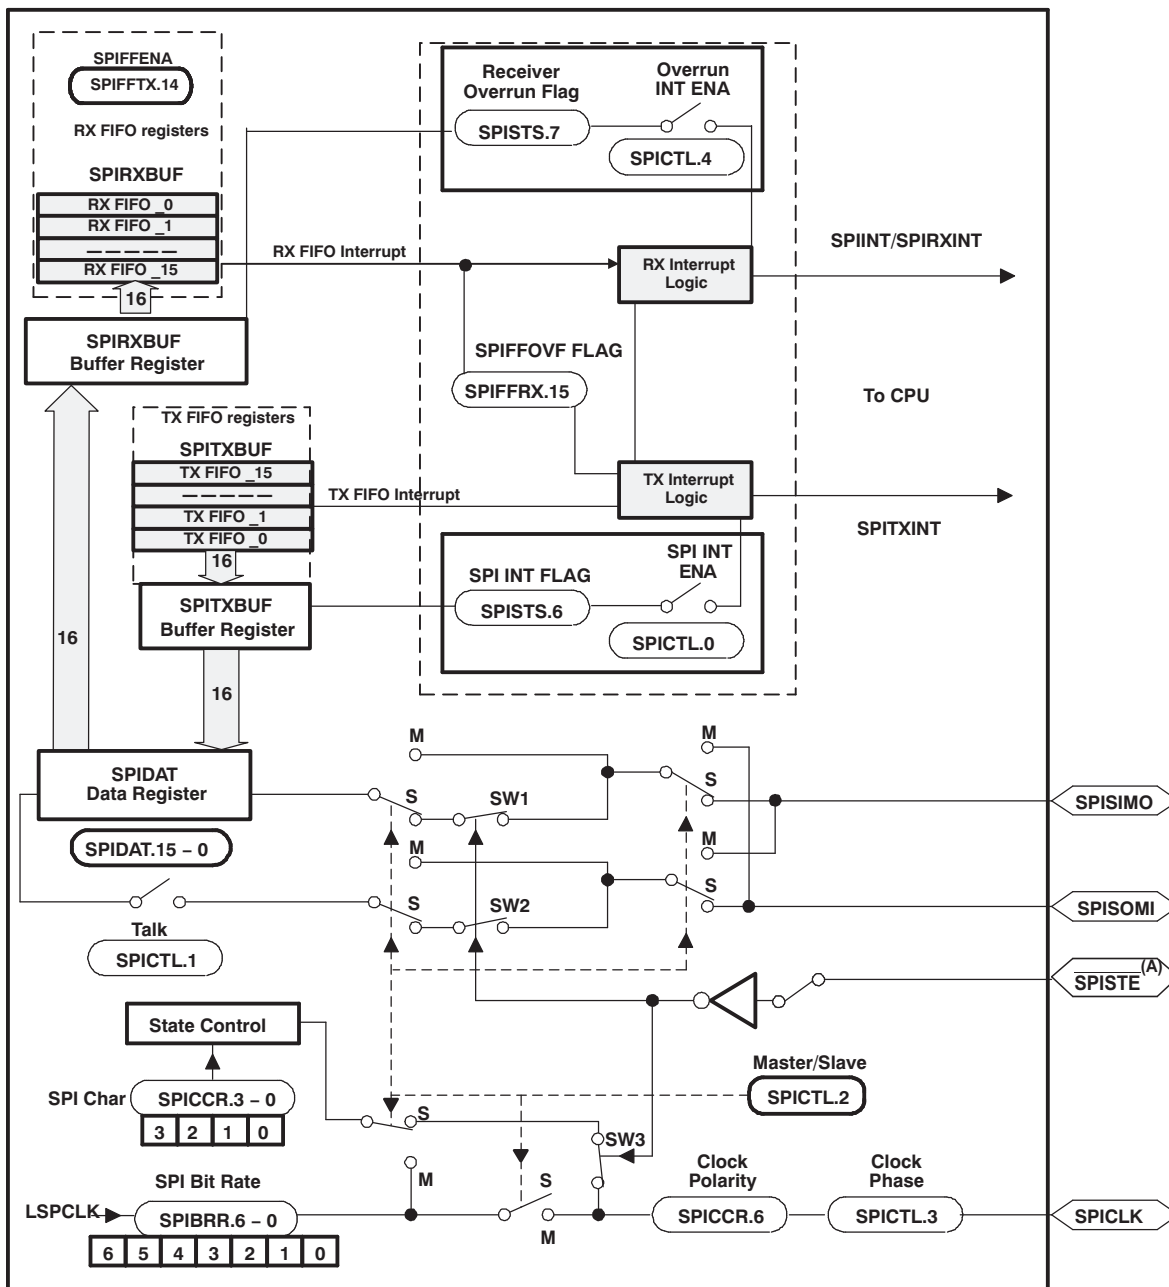 SPIFFENA
SPIFFTX.14
RX FIFO registers
SPIRXBUF
RX FIFO _0
RX FIFO _1
– – – – –
RX FIFO _15
16
SPIRXBUF
Buffer Register
Receiver
Overrun Flag
SPISTS.7
Overrun
INT ENA
SPICTL.4
RX FIFO Interrupt
RX Interrupt
Logic
SPIINT/SPIRXINT
SPIFFOVF FLAG
SPIFFRX.15
To CPU
TX FIFO registers
SPITXBUF
TX FIFO _15
– – – – –
TX FIFO _1
TX FIFO _0
16
TX FIFO Interrupt
TX Interrupt
Logic
SPITXINT
SPITXBUF
Buffer Register
SPI INT FLAG
SPISTS.6
SPI INT
ENA
SPICTL.0
16
16
SPIDAT
Data Register
SPIDAT.15 – 0
M
S
SW1
M
S
SPISIMO
M
S
SW2
M
S
SPISOMI
Talk
SPICTL.1
SPISTE(A)
State Control
Master/Slave
SPICTL.2
SPI Char
SPICCR.3 – 0
3 2 1 0
S
M
SW3
SPI Bit Rate
LSPCLK
SPIBRR.6 – 0
6 5 4 3 2 1 0
S
M
Clock
Polarity
SPICCR.6
Clock
Phase
SPICTL.3
SPICLK